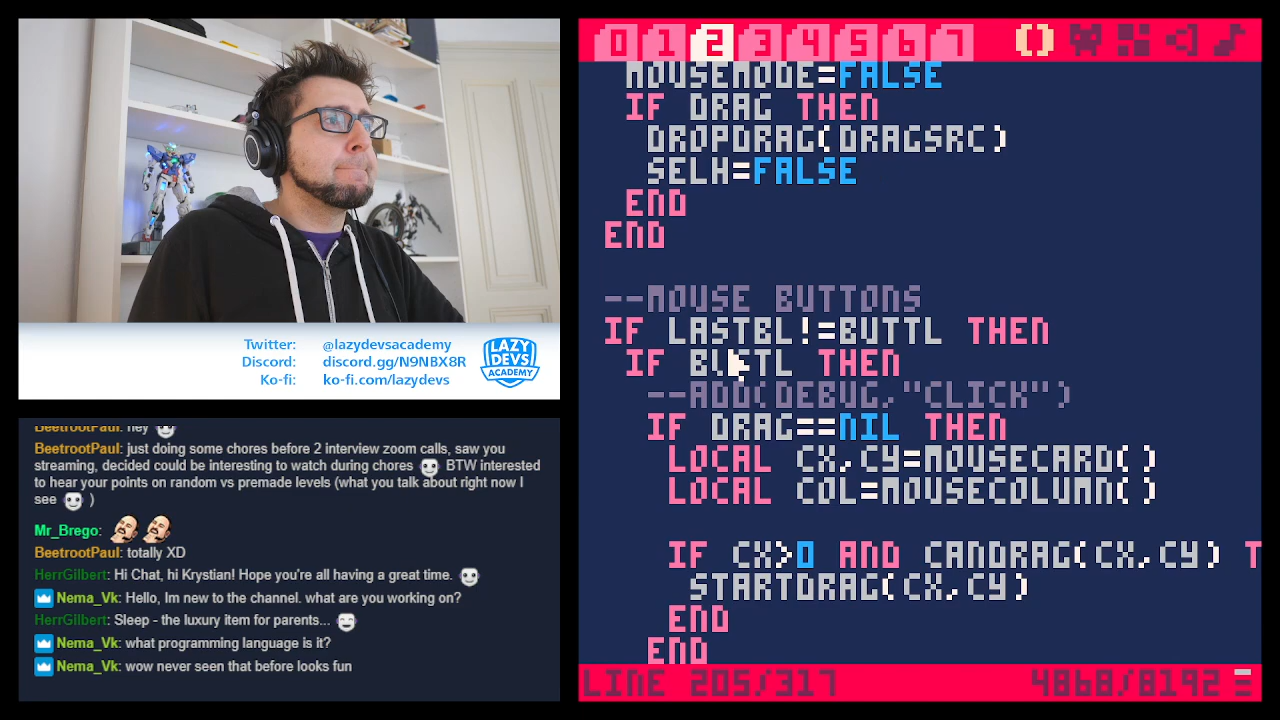 Twitter: @lazydevsacademy
Discord: discord.gg/N9NBX8R
Ko-fi: ko-fi.com/lazydevs
LAZY
DEVS
ACADEMY
BeetrootPaul: hey
BeetrootPaul: just doing some chores before 2 interview zoom calls, saw you
streaming, decided could be interesting to watch during chores BTW interested
to hear your points on random vs premade levels (what you talk about right now I
see )
Mr_Brego:
BeetrootPaul: totally XD
HerrGilbert: Hi Chat, hi Krystian! Hope you're all having a great time.
Nema_Vk: Hello, Im new to the channel. what are you working on?
HerrGilbert: Sleep - the luxury item for parents...
Nema_Vk: what programming language is it?
Nema_Vk: wow never seen that before looks fun
0 1 2 3 4 5 6 7 ()
MOUSEMODE=FALSE
IF DRAG THEN
DROPDRAG(DRAGSRC)
SELH=FALSE
END
END
--MOUSE BUTTONS
IF LASTBL!=BUTTL THEN
IF BUTTL THEN
--ADD(DEBUG,"CLICK")
IF DRAG==NIL THEN
LOCAL CX,CY=MOUSECARD()
LOCAL COL=MOUSECOLUMN()
IF CX>0 AND CANDRAG(CX,CY) T
STARTDRAG(CX,CY)
END
END
LINE 205/317 4868/8192